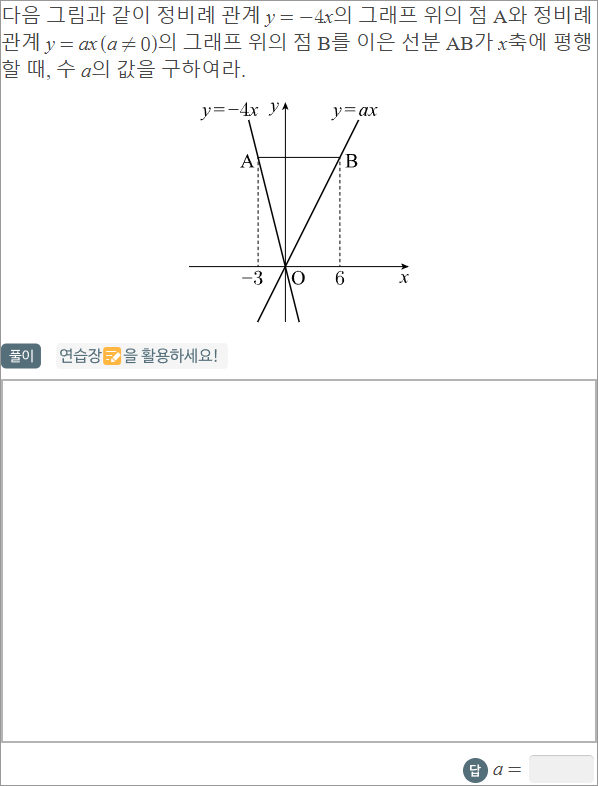 다음 그림과 같이 정비례 관계 y = −4x의 그래프 위의 점 A와 정비례
관계 y = ax (a ≠ 0)의 그래프 위의 점 B를 이은 선분 AB가 x축에 평행
할 때, 수 a의 값을 구하여라.
y=−4x y y=ax
A B
−3 O 6 x
풀이 연습장을 활용하세요!
답 a =